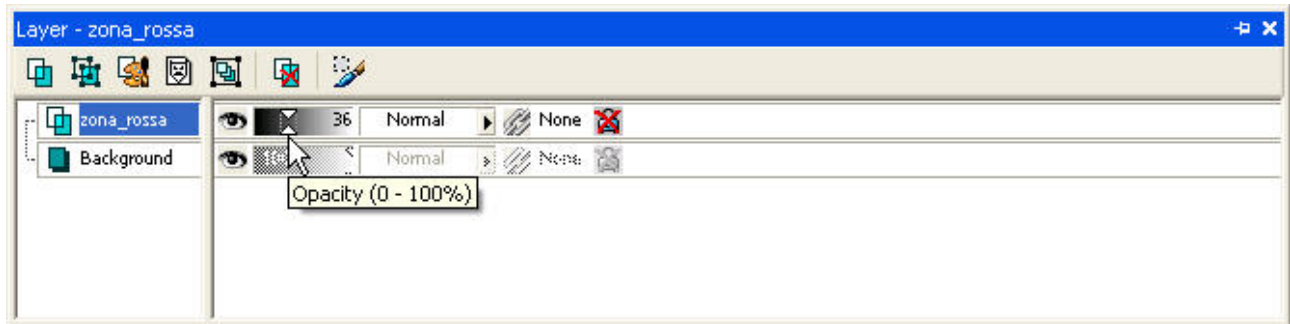 Layer - zona_rossa
zona_rossa 36 Normal None
Background Normal None
Opacity (0 - 100%)